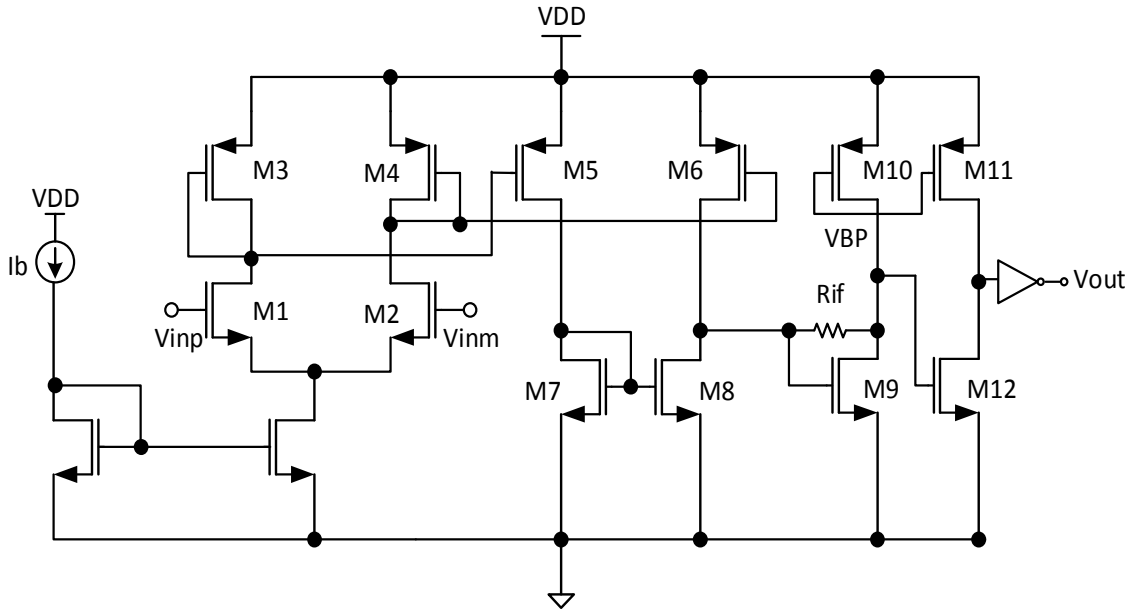 VDD
M3
M4
M5
M6
M10
M11
VDD
VBP
Ib
M1
M2
Rif
Vout
Vinp
Vinm
M7
M8
M9
M12